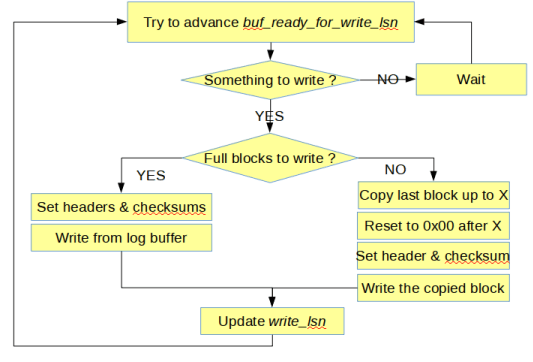 Try to advance buf_ready_for_write_lsn
Something to write ?
NO
Wait
YES
Full blocks to write ?
YES
NO
Set headers & checksums
Write from log buffer
Copy last block up to X
Reset to 0x00 after X
Set header & checksum
Write the copied block
Update write_lsn